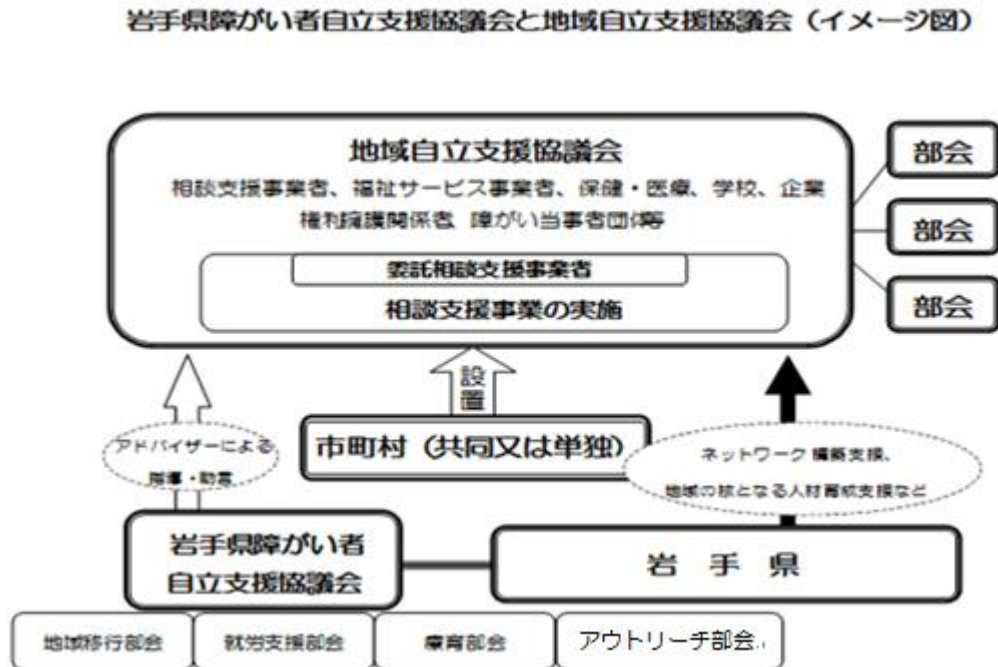 岩手県障がい者自立支援協議会と地域自立支援協議会（イメージ図）
地域自立支援協議会
相談支援事業者、福祉サービス事業者、保健・医療、学校、企業
権利擁護関係者、障がい当事者団体等
委託相談支援事業者
相談支援事業の実施
部会
部会
部会
設置
市町村（共同又は単独）
アドバイザーによる
指導・助言
ネットワーク構築支援、
地域の核となる人材育成支援など
岩手県障がい者
自立支援協議会
岩手県
地域移行部会
就労支援部会
療育部会
アウトリーチ部会